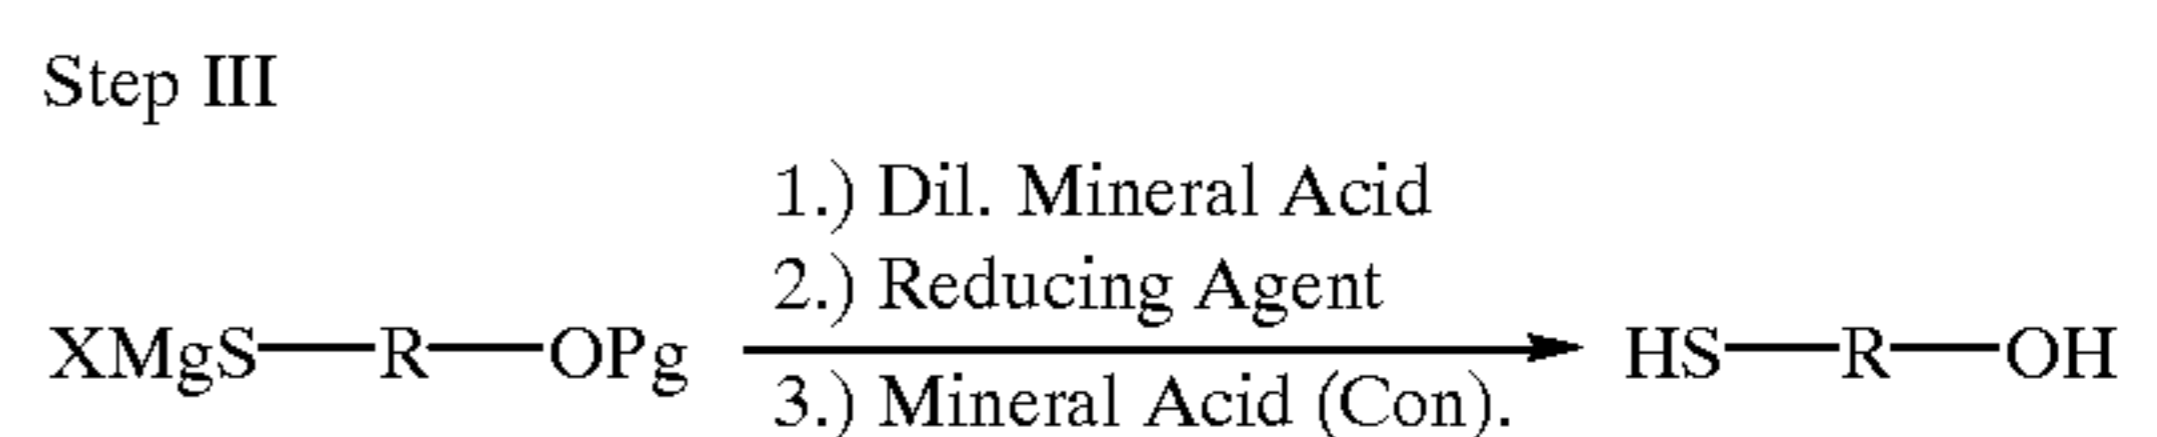 Step III
1.) Dil. Mineral Acid
2.) Reducing Agent
XMgS—R—OPg HS—R—OH
3.) Mineral Acid (Con).